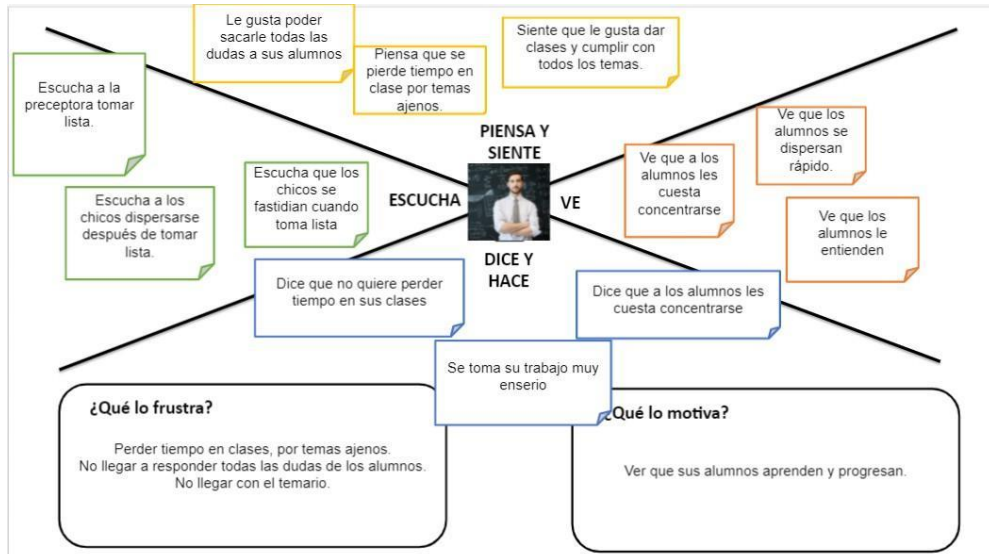 Le gusta poder
sacarle todas las
dudas a sus alumnos
Piensa que se
pierde tiempo en
clase por temas
ajenos.
Siente que le gusta dar
clases y cumplir con
todos los temas.
Escucha a la
preceptora tomar
lista.
Escucha a los
chicos dispersarse
después de tomar
lista.
Escucha que los
chicos se
fastidian cuando
toma lista
PIENSA Y
SIENTE
ESCUCHA
VE
DICE Y
HACE
Ve que a los
alumnos les
cuesta
concentrarse
Ve que los
alumnos se
dispersan
rápido.
Ve que los
alumnos le
entienden
Dice que no quiere perder
tiempo en sus clases
Dice que a los alumnos les
cuesta concentrarse
Se toma su trabajo muy
enserio
¿Qué lo frustra?
Perder tiempo en clases, por temas ajenos.
No llegar a responder todas las dudas de los alumnos.
No llegar con el temario.
¿Qué lo motiva?
Ver que sus alumnos aprenden y progresan.